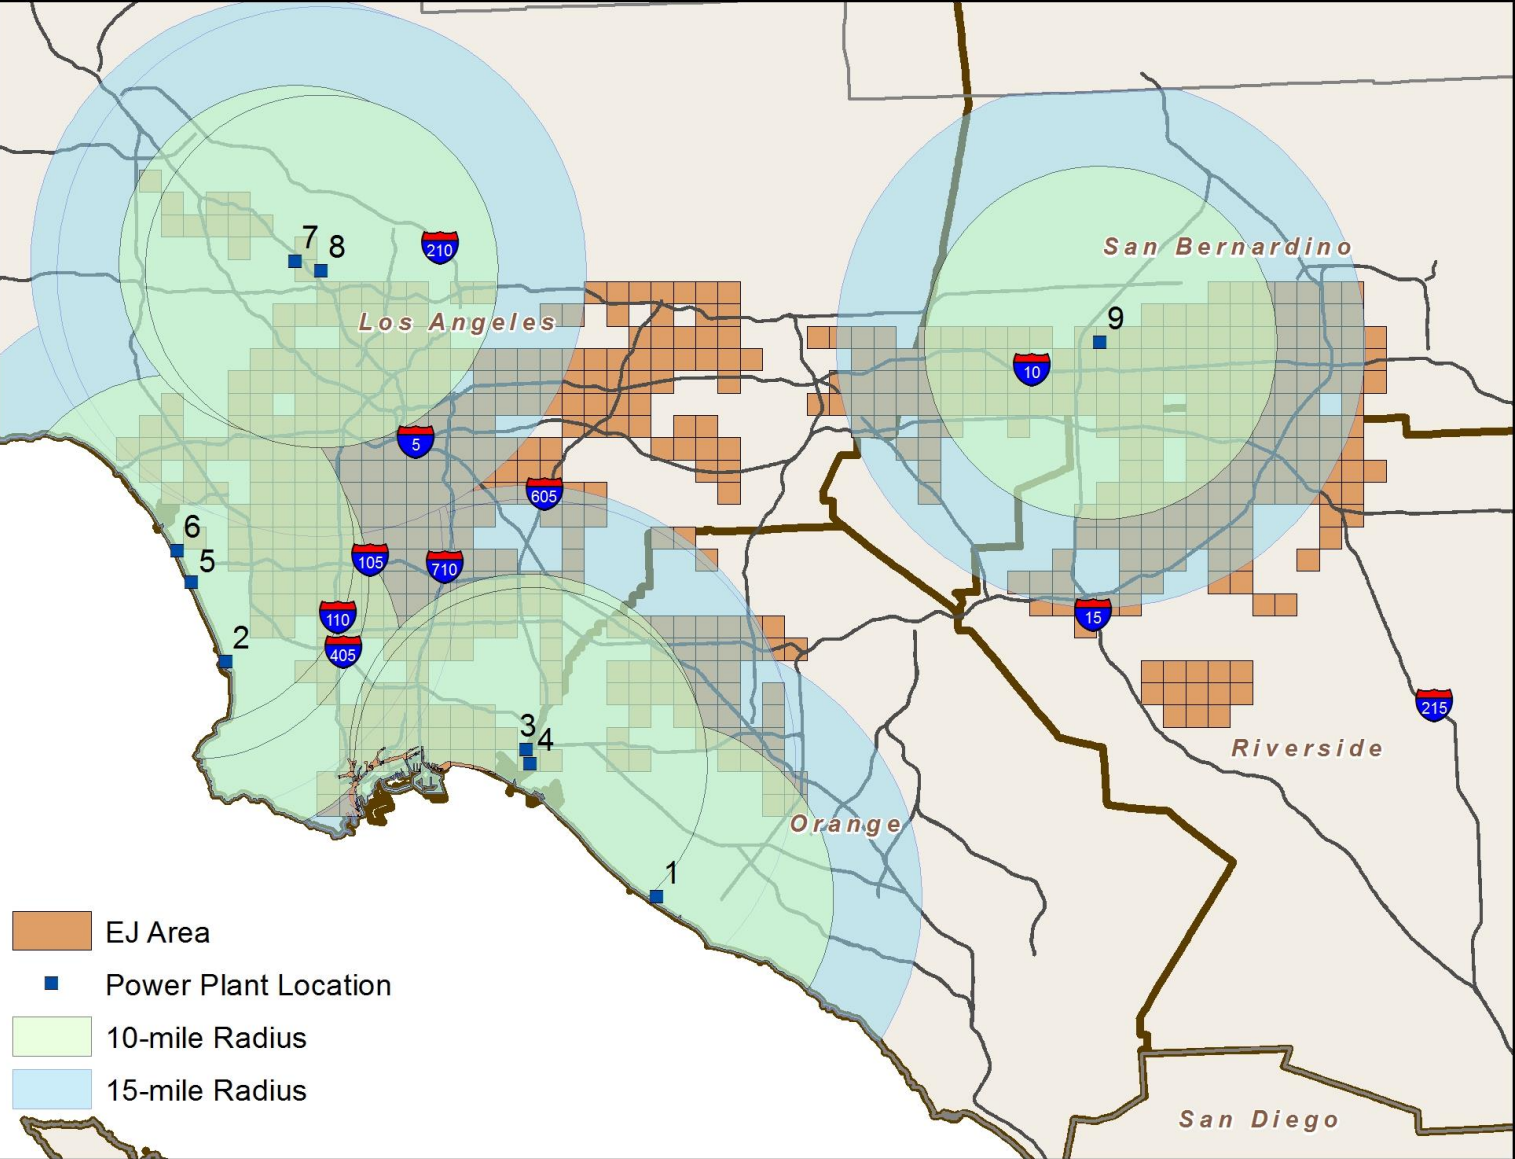 7
8
210
San Bernardino
Los Angeles
9
10
5
605
6
5
105
710
110
15
2
405
215
3
4
Riverside
Orange
1
EJ Area
Power Plant Location
10-mile Radius
15-mile Radius
San Diego